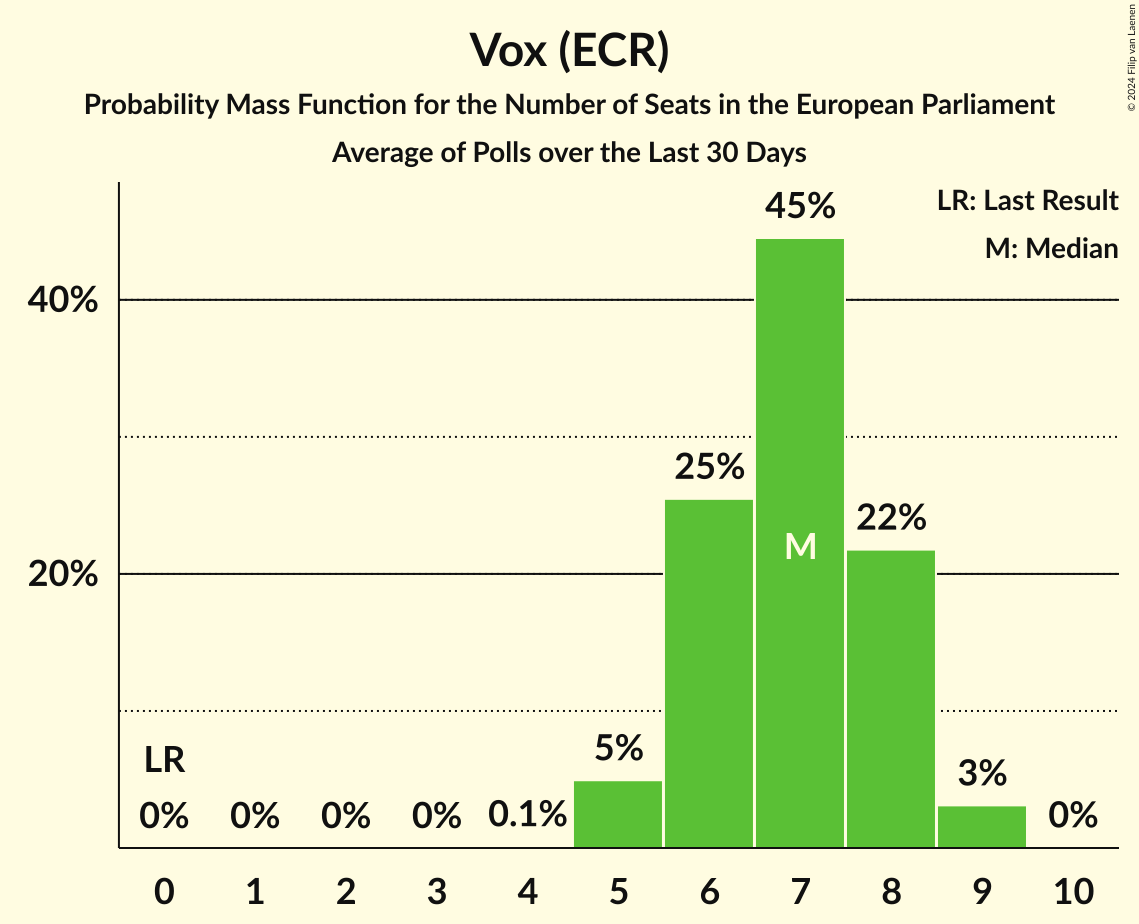 Vox (ECR)
Probability Mass Function for the Number of Seats in the European Parliament
Average of Polls over the Last 30 Days
© 2024 Filip van Laenen
LR: Last Result
M: Median
45%
40%
25%
22%
M
20%
LR
5%
3%
0% 0% 0% 0% 0.1% 0%
0 1 2 3 4 5 6 7 8 9 10